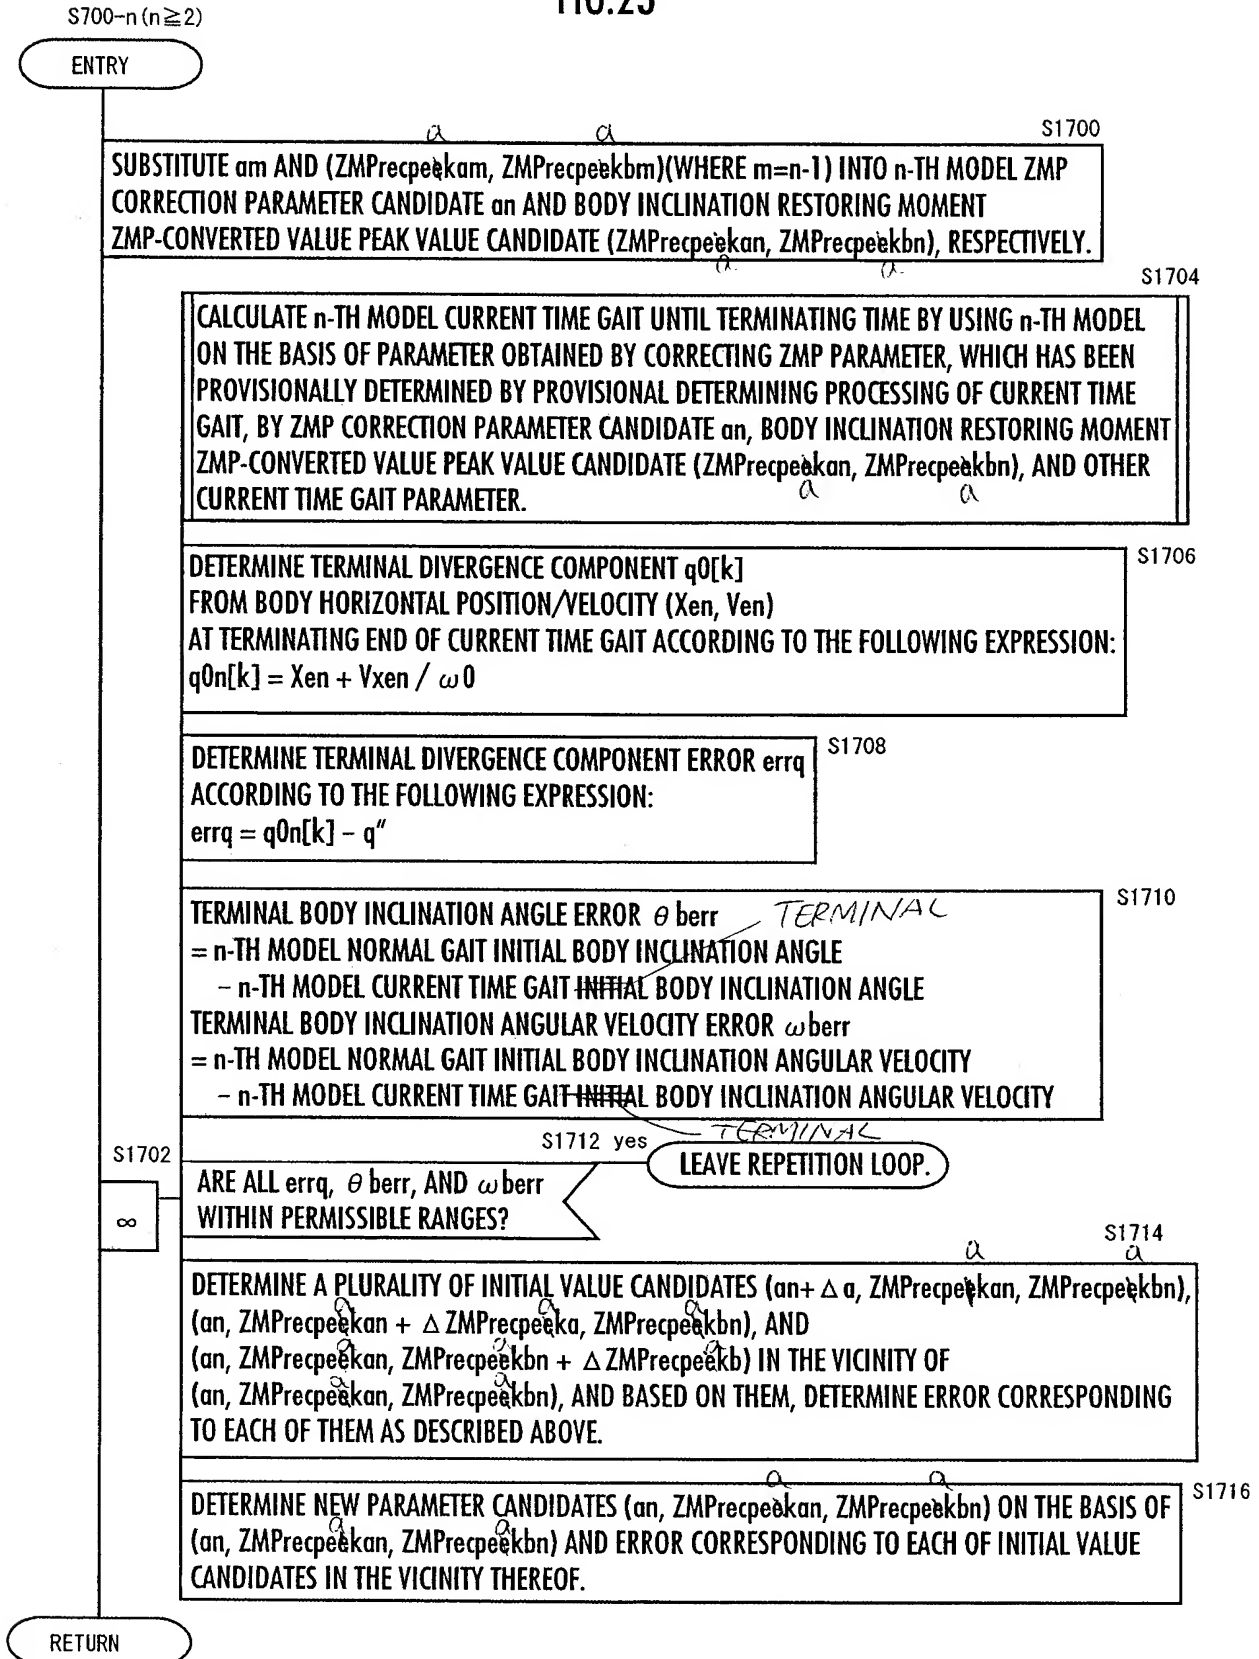 FIG.25
S700-n(n≧2)
ENTRY
S1700
a a
SUBSTITUTE am AND (ZMPrecpeekam, ZMPrecpeekbm)(WHERE m=n-1) INTO n-TH MODEL ZMP
CORRECTION PARAMETER CANDIDATE an AND BODY INCLINATION RESTORING MOMENT
ZMP-CONVERTED VALUE PEAK VALUE CANDIDATE (ZMPrecpeekan, ZMPrecpeekbn), RESPECTIVELY.
a a
S1704
CALCULATE n-TH MODEL CURRENT TIME GAIT UNTIL TERMINATING TIME BY USING n-TH MODEL
ON THE BASIS OF PARAMETER OBTAINED BY CORRECTING ZMP PARAMETER, WHICH HAS BEEN
PROVISIONALLY DETERMINED BY PROVISIONAL DETERMINING PROCESSING OF CURRENT TIME
GAIT, BY ZMP CORRECTION PARAMETER CANDIDATE an, BODY INCLINATION RESTORING MOMENT
ZMP-CONVERTED VALUE PEAK VALUE CANDIDATE (ZMPrecpeekan, ZMPrecpeekbn), AND OTHER
a a
CURRENT TIME GAIT PARAMETER.
S1706
DETERMINE TERMINAL DIVERGENCE COMPONENT q0[k]
FROM BODY HORIZONTAL POSITION/VELOCITY (Xen, Ven)
AT TERMINATING END OF CURRENT TIME GAIT ACCORDING TO THE FOLLOWING EXPRESSION:
q0n[k] = Xen + Vxen / ω0
S1708
DETERMINE TERMINAL DIVERGENCE COMPONENT ERROR errq
ACCORDING TO THE FOLLOWING EXPRESSION:
errq = q0n[k] - q″
S1710
TERMINAL BODY INCLINATION ANGLE ERROR θberr TERMINAL
= n-TH MODEL NORMAL GAIT INITIAL BODY INCLINATION ANGLE
- n-TH MODEL CURRENT TIME GAIT INITIAL BODY INCLINATION ANGLE
TERMINAL BODY INCLINATION ANGULAR VELOCITY ERROR ωberr
= n-TH MODEL NORMAL GAIT INITIAL BODY INCLINATION ANGULAR VELOCITY
- n-TH MODEL CURRENT TIME GAIT INITIAL BODY INCLINATION ANGULAR VELOCITY
TERMINAL
S1702
∞
S1712 yes
LEAVE REPETITION LOOP.
ARE ALL errq, θberr, AND ωberr
WITHIN PERMISSIBLE RANGES?
S1714
a a
DETERMINE A PLURALITY OF INITIAL VALUE CANDIDATES (an+Δa, ZMPrecpeekan, ZMPrecpeekbn),
a a a
(an, ZMPrecpeekan + ΔZMPrecpeeka, ZMPrecpeekbn), AND
a a a
(an, ZMPrecpeekan, ZMPrecpeekbn + ΔZMPrecpeekb) IN THE VICINITY OF
a a
(an, ZMPrecpeekan, ZMPrecpeekbn), AND BASED ON THEM, DETERMINE ERROR CORRESPONDING
TO EACH OF THEM AS DESCRIBED ABOVE.
S1716
a a
DETERMINE NEW PARAMETER CANDIDATES (an, ZMPrecpeekan, ZMPrecpeekbn) ON THE BASIS OF
a a
(an, ZMPrecpeekan, ZMPrecpeekbn) AND ERROR CORRESPONDING TO EACH OF INITIAL VALUE
CANDIDATES IN THE VICINITY THEREOF.
RETURN